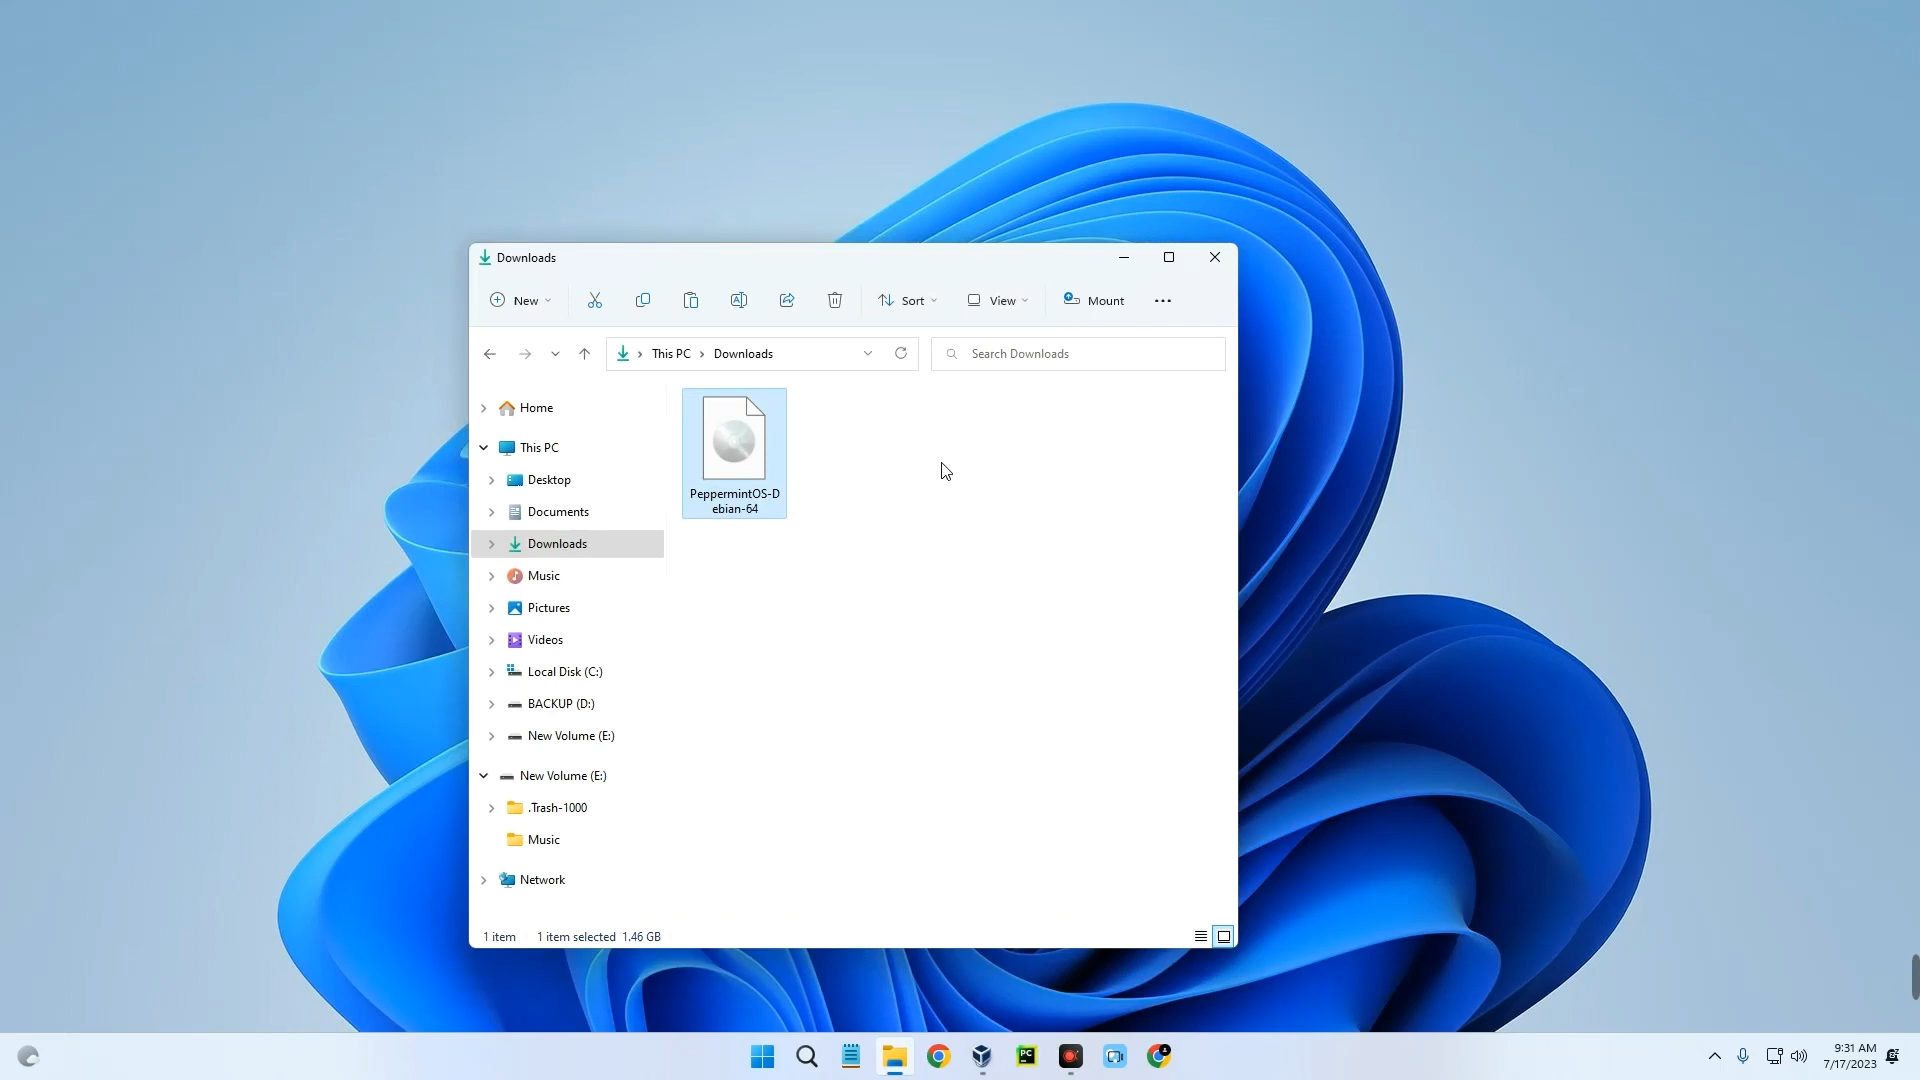 Downloads
New
Sort
View
Mount
This PC
Downloads
Search Downloads
Home
This PC
Desktop
Documents
Downloads
Music
Pictures
Videos
Local Disk (C:)
BACKUP (D:)
New Volume (E:)
New Volume (E:)
.Trash-1000
Music
Network
PeppermintOS-D
ebian-64
1 item
1 item selected 1.46 GB
PC
9:31 AM
7/17/2023